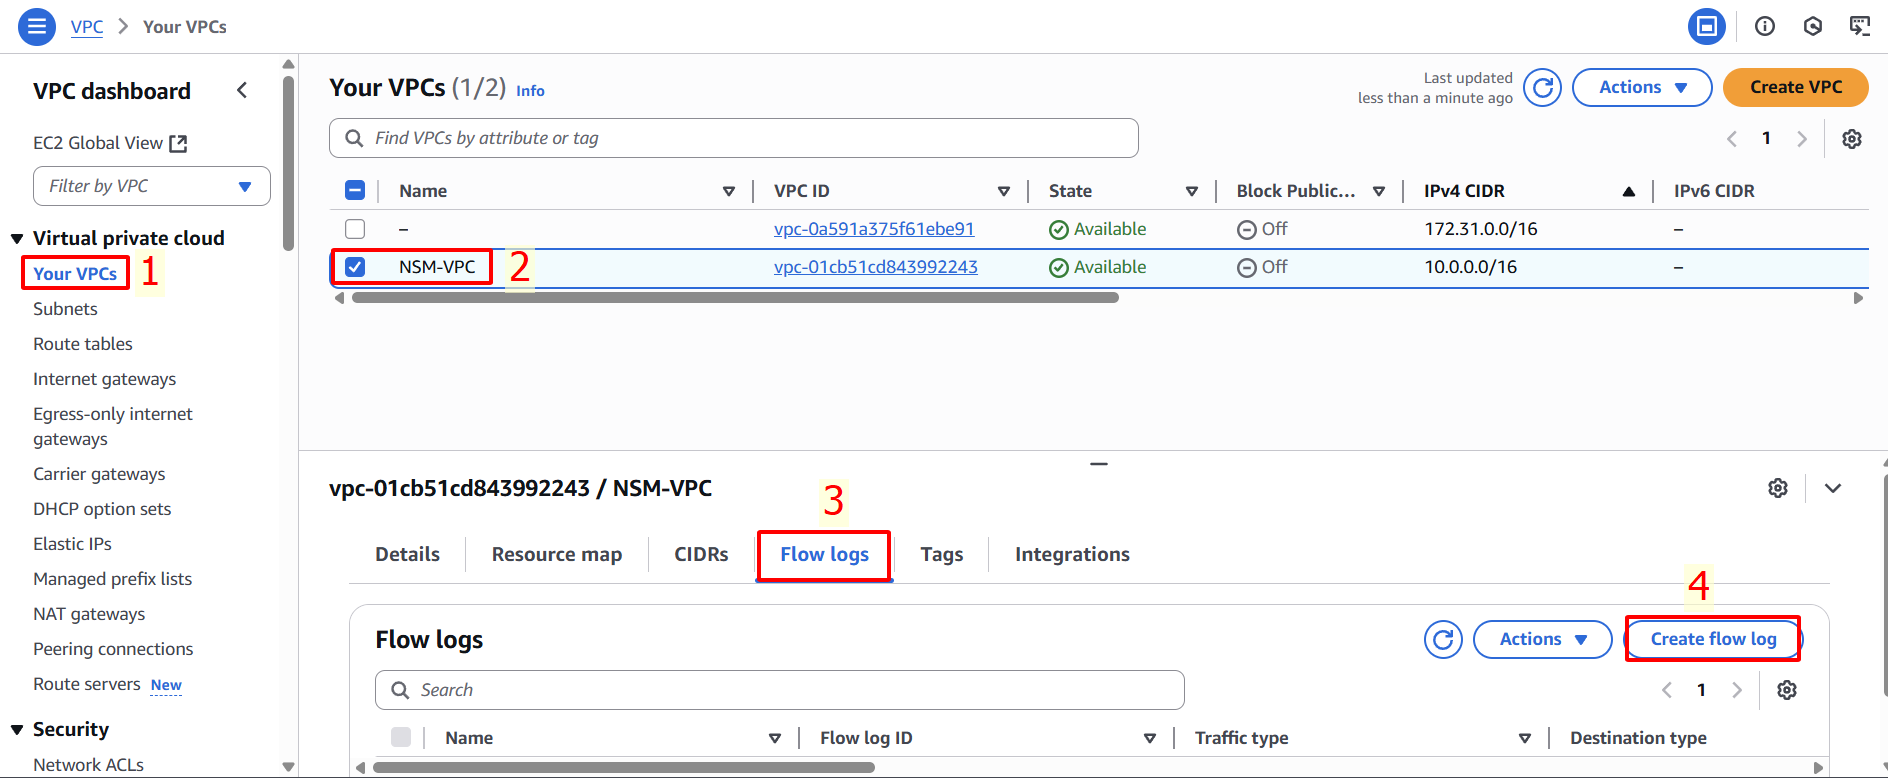 VPC > Your VPCs
VPC dashboard
EC2 Global View
Filter by VPC
Virtual private cloud
Your VPCs 1
Subnets
Route tables
Internet gateways
Egress-only internet
gateways
Carrier gateways
DHCP option sets
Elastic IPs
Managed prefix lists
NAT gateways
Peering connections
Route servers New
Security
Network ACLs
Your VPCs (1/2) Info
Last updated
less than a minute ago
Actions
Create VPC
Find VPCs by attribute or tag
1
Name VPC ID State Block Public... IPv4 CIDR IPv6 CIDR
– vpc-0a591a375f61ebe91 Available Off 172.31.0.0/16 –
NSM-VPC 2 vpc-01cb51cd843992243 Available Off 10.0.0.0/16 –
vpc-01cb51cd843992243 / NSM-VPC
3
Details Resource map CIDRs Flow logs Tags Integrations
4
Flow logs Actions Create flow log
Search 1
Name Flow log ID Traffic type Destination type